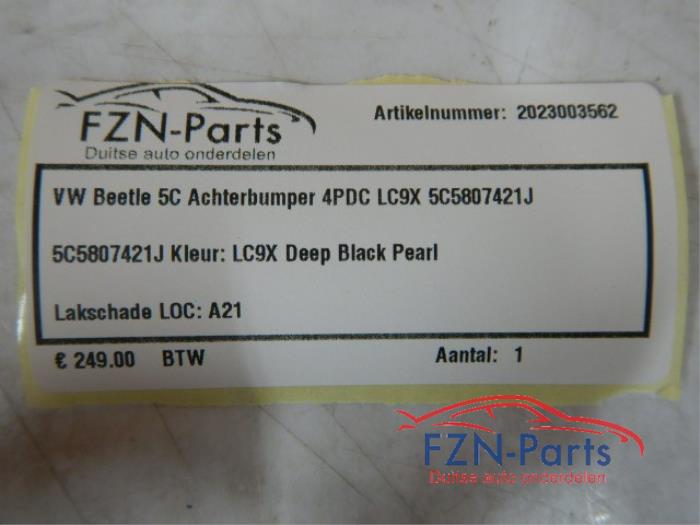 FZN-Parts
Duitse auto onderdelen
Artikelnummer: 2023003562
VW Beetle 5C Achterbumper 4PDC LC9X 5C5807421J
5C5807421J Kleur: LC9X Deep Black Pearl
Lakschade LOC: A21
€ 249.00 BTW
Aantal: 1
FZN-Parts
Duitse auto onderdelen